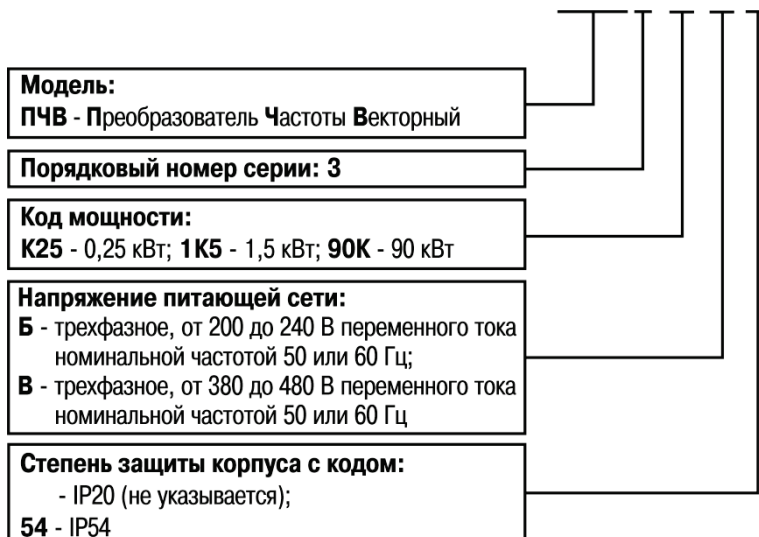 Модель:
ПЧВ - Преобразователь Частоты Векторный
Порядковый номер серии: 3
Код мощности:
К25 - 0,25 кВт; 1К5 - 1,5 кВт; 90К - 90 кВт
Напряжение питающей сети:
Б - трехфазное, от 200 до 240 В переменного тока
номинальной частотой 50 или 60 Гц;
В - трехфазное, от 380 до 480 В переменного тока
номинальной частотой 50 или 60 Гц
Степень защиты корпуса с кодом:
- IP20 (не указывается);
54 - IP54